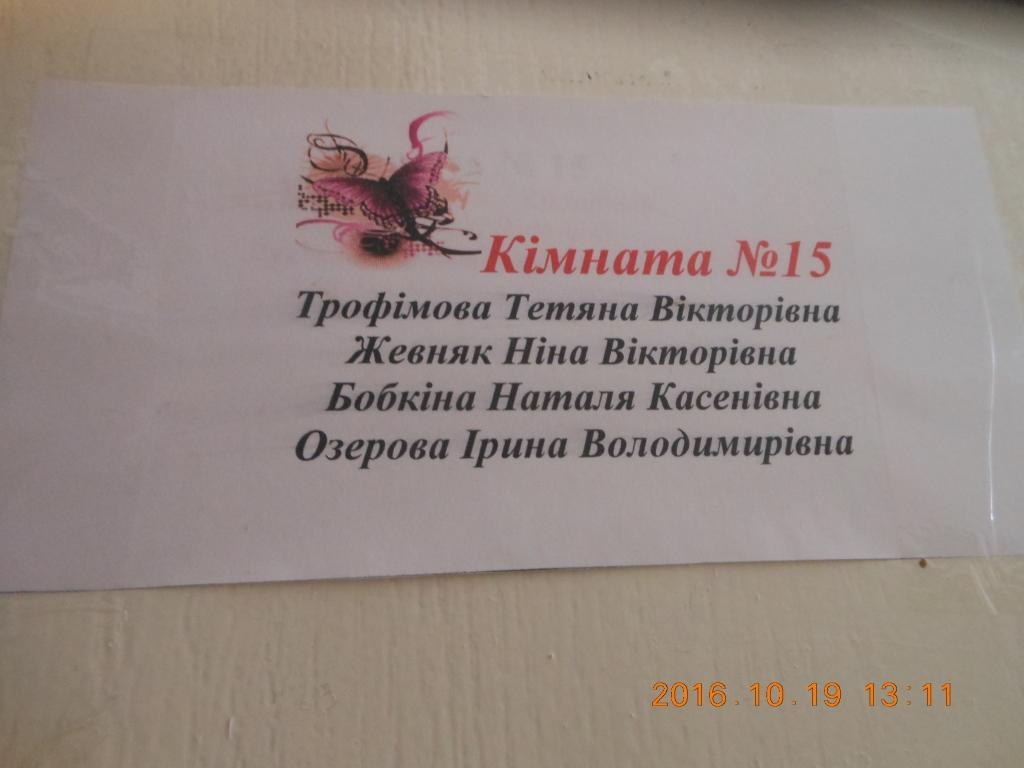 Кімната №15
Трофімова Тетяна Вікторівна
Жевняк Ніна Вікторівна
Бобкіна Наталя Касенівна
Озерова Ірина Володимирівна
2016.10.19 13:11